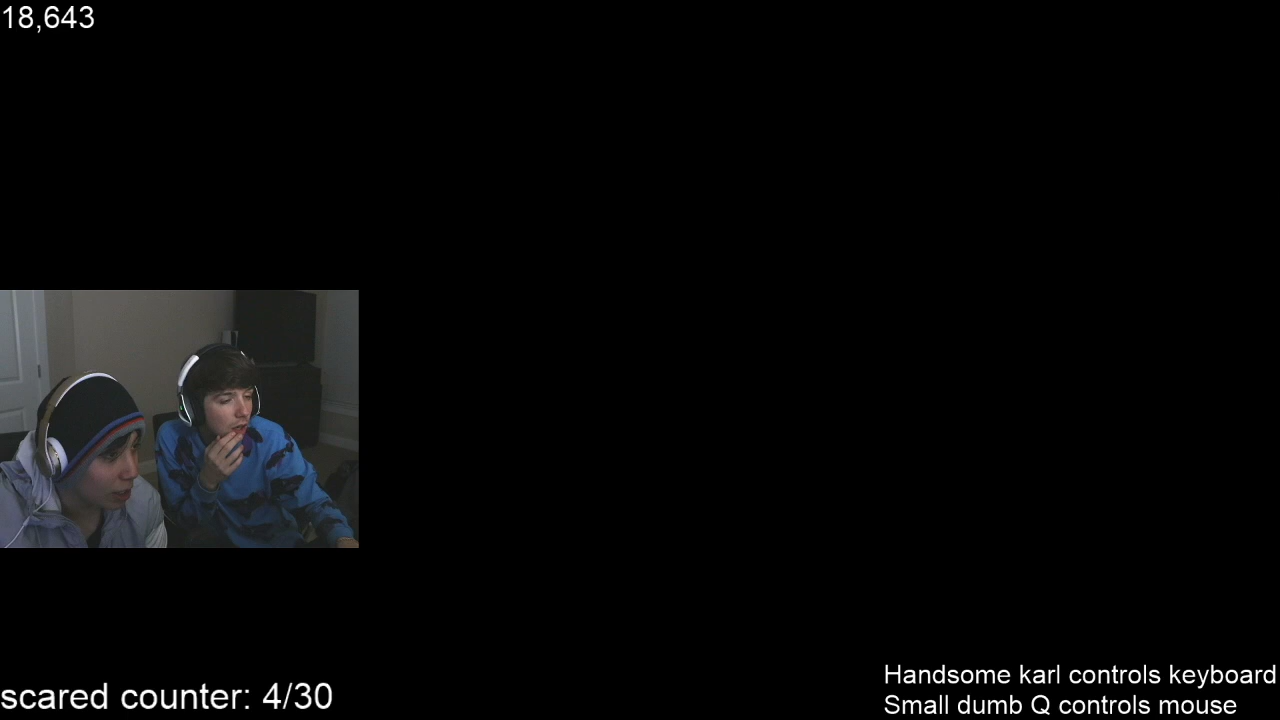 18,643
scared counter: 4/30
Handsome karl controls keyboard
Small dumb Q controls mouse